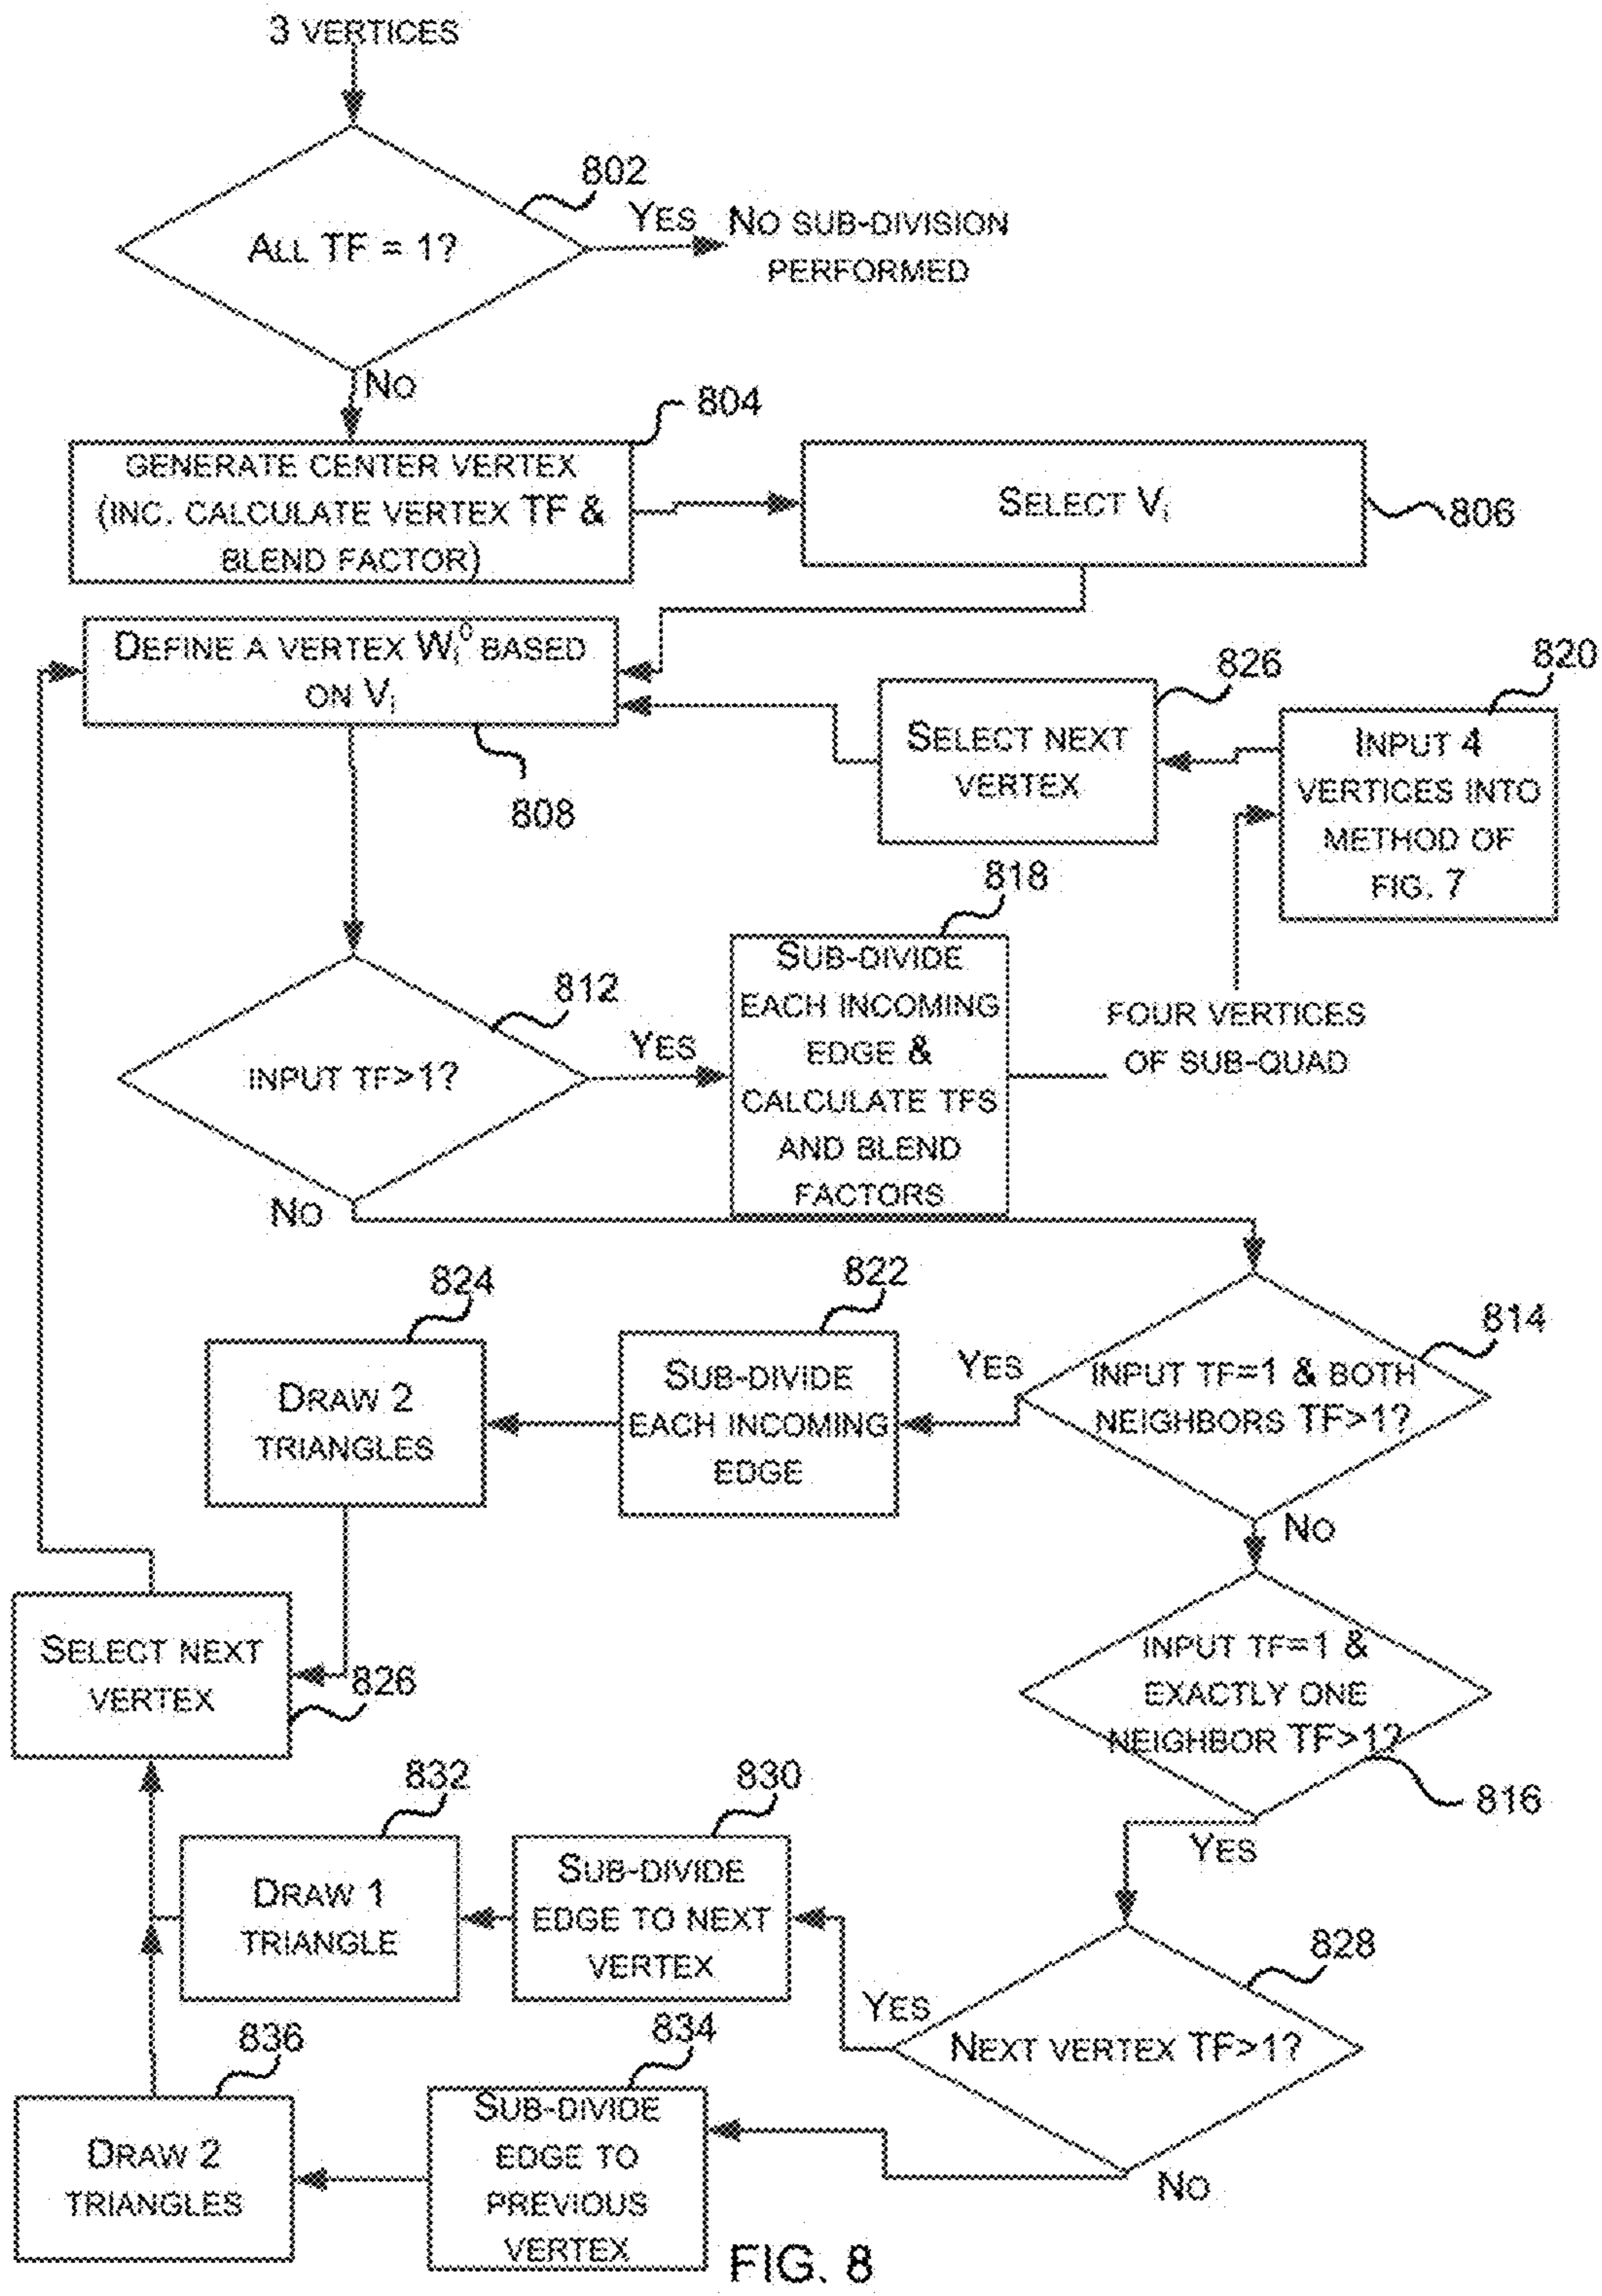 3 VERTICES
802
YES
ALL TF = 1?
NO SUB-DIVISION
PERFORMED
NO
804
GENERATE CENTER VERTEX
(INC. CALCULATE VERTEX TF &
BLEND FACTOR)
SELECT Vi
806
DEFINE A VERTEX Wi⁰ BASED
ON Vi
808
826
SELECT NEXT
VERTEX
820
INPUT 4
VERTICES INTO
METHOD OF
FIG. 7
818
SUB-DIVIDE
EACH INCOMING
EDGE &
CALCULATE TFS
AND BLEND
FACTORS
FOUR VERTICES
OF SUB-QUAD
812
YES
INPUT TF>1?
NO
824
DRAW 2
TRIANGLES
822
SUB-DIVIDE
EACH INCOMING
EDGE
YES
814
INPUT TF=1 & BOTH
NEIGHBORS TF>1?
NO
SELECT NEXT
VERTEX
826
INPUT TF=1 &
EXACTLY ONE
NEIGHBOR TF>1?
816
YES
832
DRAW 1
TRIANGLE
830
SUB-DIVIDE
EDGE TO NEXT
VERTEX
828
YES
NEXT VERTEX TF>1?
NO
836
DRAW 2
TRIANGLES
834
SUB-DIVIDE
EDGE TO
PREVIOUS
VERTEX
FIG. 8